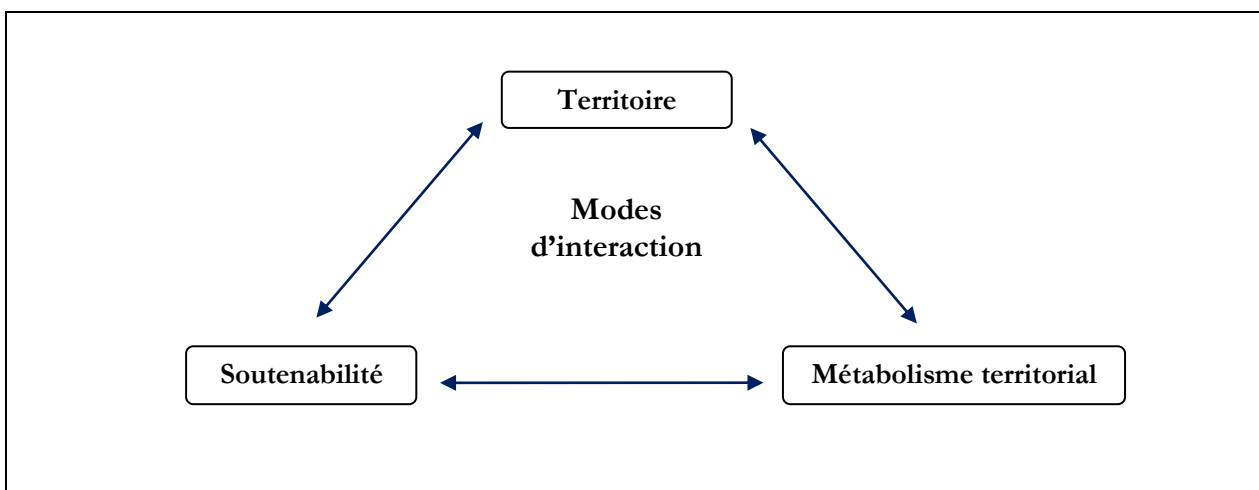 Territoire
Modes
d’interaction
Soutenabilité
Métabolisme territorial